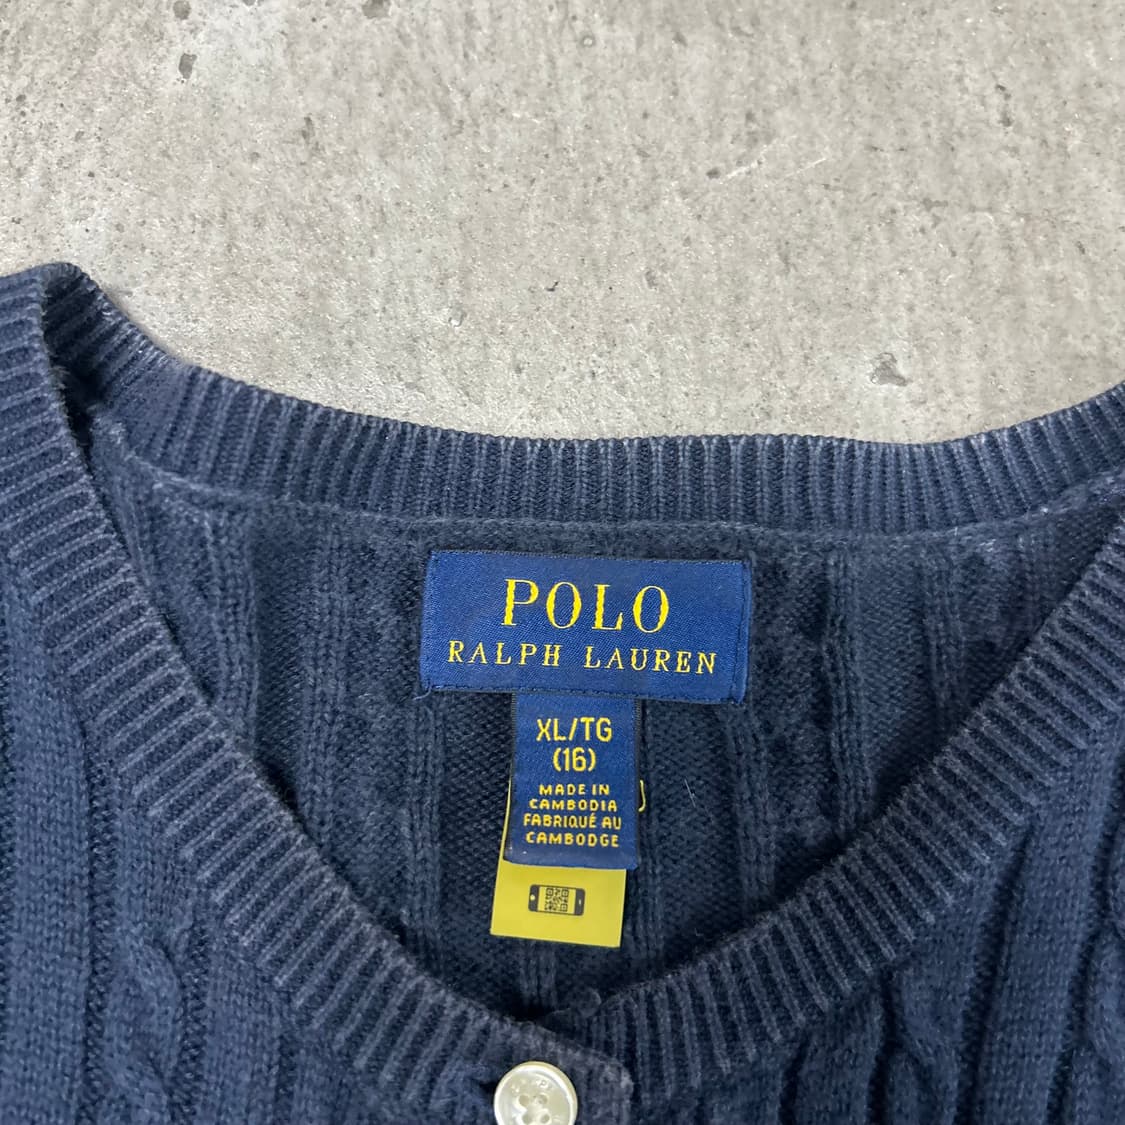 POLO
RALPH LAUREN
XL/TG
(16)
MADE IN
CAMBODIA
FABRIQUÉ AU
CAMBODGE